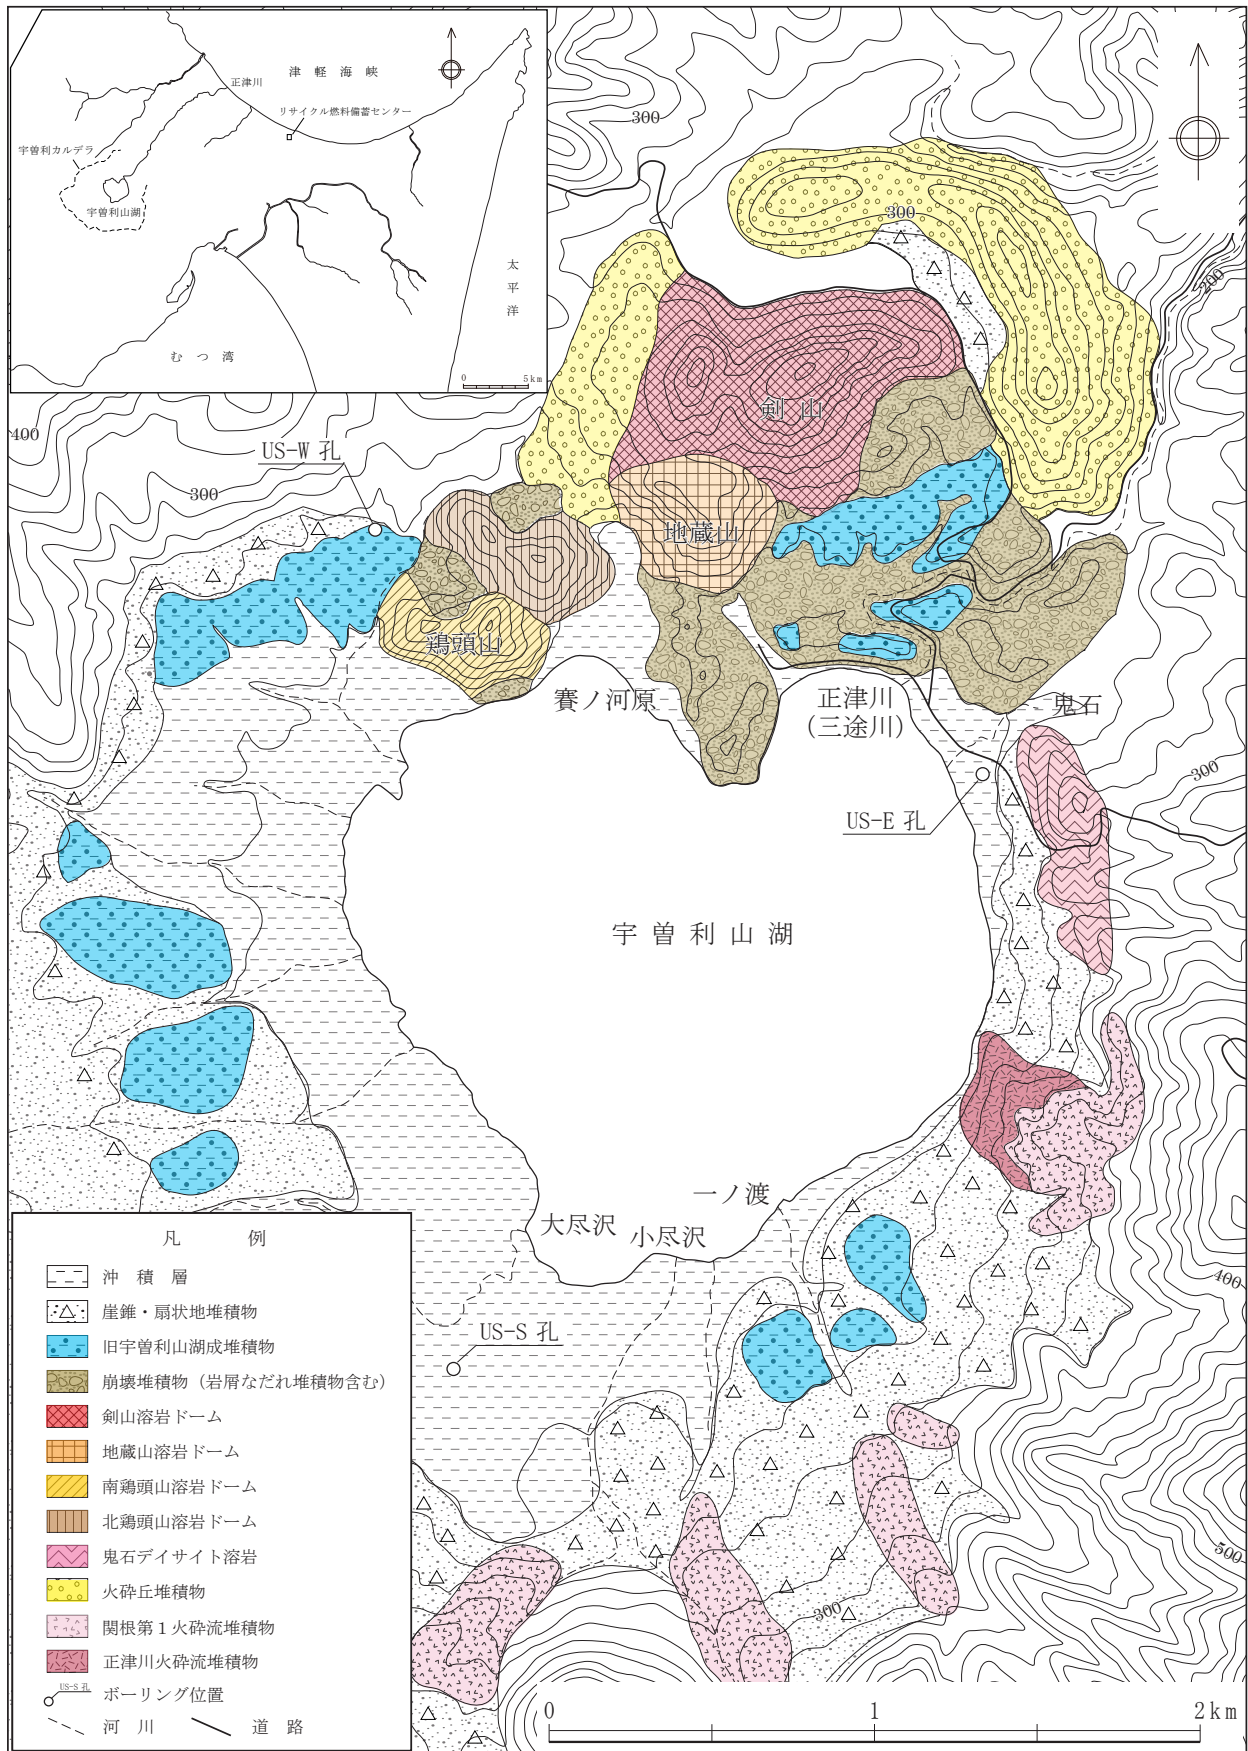 津軽海峡
正津川
リサイクル燃料備蓄センター
宇曽利カルデラ
宇曽利山湖
太平洋
むつ湾
0 5km
300
300
200
400
US-W 孔
300
剣山
地蔵山
鶏頭山
賽ノ河原
正津川
(三途川)
鬼石
300
US-E 孔
宇曽利山湖
一ノ渡
大尽沢
小尽沢
US-S 孔
400
500
300
凡例
沖積層
崖錐・扇状地堆積物
旧宇曽利山湖成堆積物
崩壊堆積物（岩屑なだれ堆積物含む）
剣山溶岩ドーム
地蔵山溶岩ドーム
南鶏頭山溶岩ドーム
北鶏頭山溶岩ドーム
鬼石デイサイト溶岩
火砕丘堆積物
関根第１火砕流堆積物
正津川火砕流堆積物
US-S 孔 ボーリング位置
河川 道路
0 1 2km